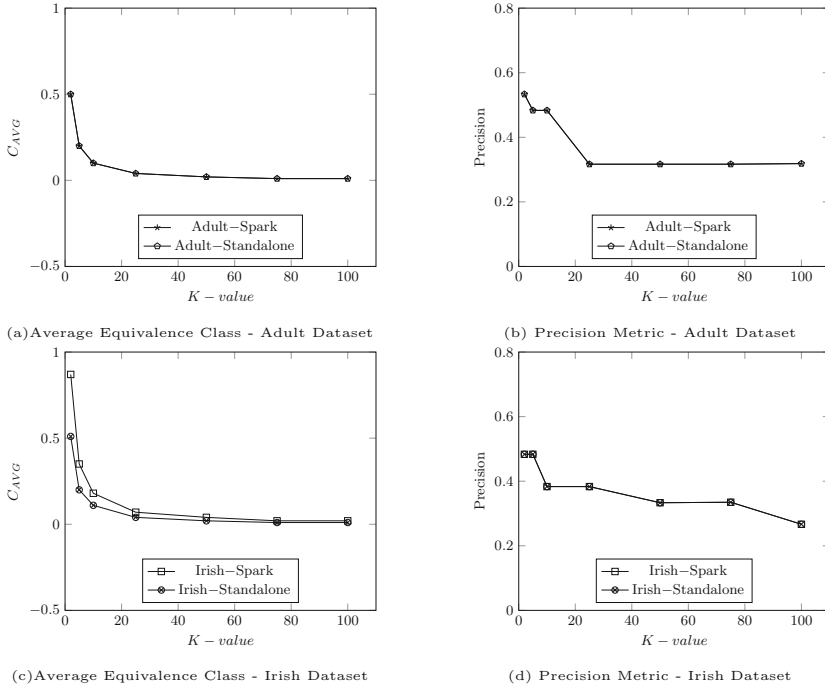 1
0.5
0
−0.5
C_AVG
0 20 40 60 80 100
K − value
Adult−Spark
Adult−Standalone
(a)Average Equivalence Class - Adult Dataset
0.8
0.6
0.4
0.2
0
Precision
0 20 40 60 80 100
K − value
Adult−Spark
Adult−Standalone
(b) Precision Metric - Adult Dataset
1
0.5
0
−0.5
C_AVG
0 20 40 60 80 100
K − value
Irish−Spark
Irish−Standalone
(c)Average Equivalence Class - Irish Dataset
0.8
0.6
0.4
0.2
0
Precision
0 20 40 60 80 100
K − value
Irish−Spark
Irish−Standalone
(d) Precision Metric - Irish Dataset